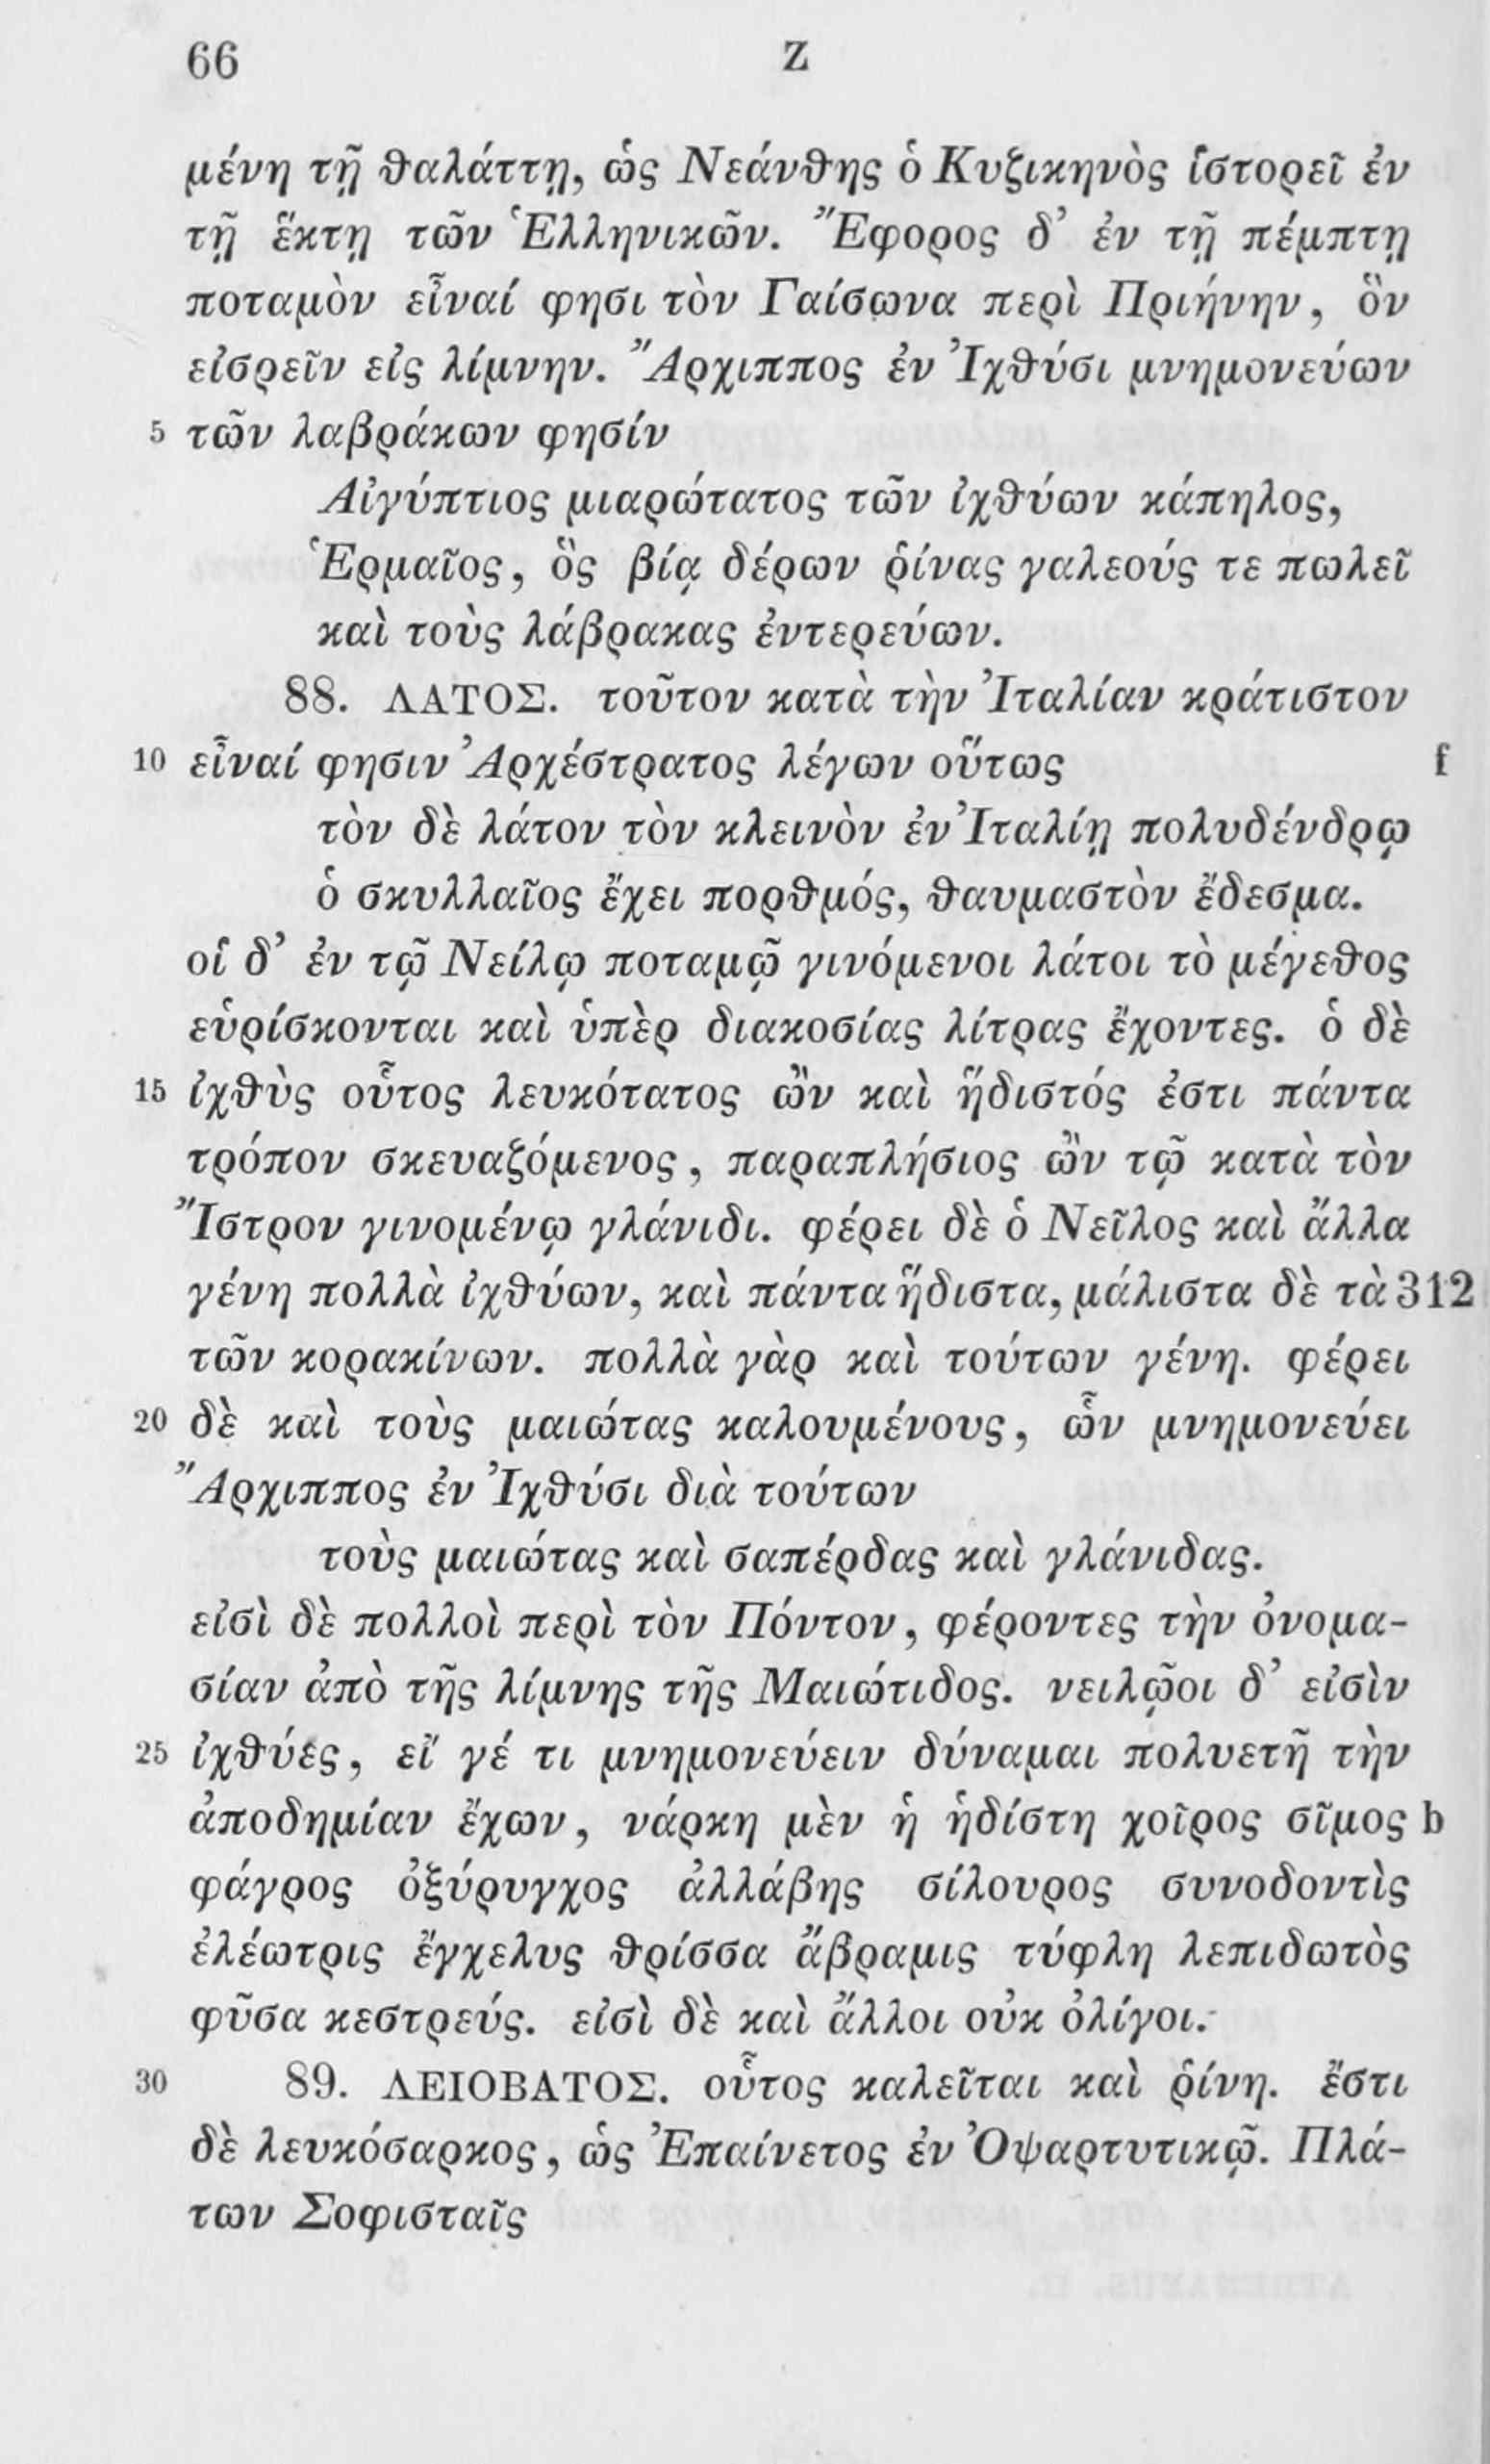 66 Z
μένη τῇ θαλάττῃ, ὡς Νεάνθης ὁ Κυζικηνὸς ἱστορεῖ ἐν
τῇ ἕκτῃ τῶν Ἑλληνικῶν. Ἔφορος δ’ ἐν τῇ πέμπτῃ
ποταμὸν εἶναί φησι τὸν Γαίσωνα περὶ Πριήνην, ὃν
εἰσρεῖν εἰς λίμνην. Ἄρχιππος ἐν Ἰχθύσι μνημονεύων
5 τῶν λαβράκων φησίν
Αἰγύπτιος μιαρώτατος τῶν ἰχθύων κάπηλος,
Ἑρμαῖος, ὃς βίᾳ δέρων ῥίνας γαλεούς τε πωλεῖ
καὶ τοὺς λάβρακας ἐντερεύων.
88. ΛΑΤΟΣ. τοῦτον κατὰ τὴν Ἰταλίαν κράτιστον
10 εἶναί φησιν Ἀρχέστρατος λέγων οὕτως f
τὸν δὲ λάτον τὸν κλεινὸν ἐν Ἰταλίῃ πολυδένδρῳ
ὁ σκυλλαῖος ἔχει πορθμός, θαυμαστὸν ἔδεσμα.
οἱ δ’ ἐν τῷ Νείλῳ ποταμῷ γινόμενοι λάτοι τὸ μέγεθος
εὑρίσκονται καὶ ὑπὲρ διακοσίας λίτρας ἔχοντες. ὁ δὲ
15 ἰχθὺς οὗτος λευκότατος ὢν καὶ ἥδιστός ἐστι πάντα
τρόπον σκευαζόμενος, παραπλήσιος ὢν τῷ κατὰ τὸν
Ἴστρον γινομένῳ γλάνιδι. φέρει δὲ ὁ Νεῖλος καὶ ἄλλα
γένη πολλὰ ἰχθύων, καὶ πάντα ἥδιστα, μάλιστα δὲ τὰ 312
τῶν κορακίνων. πολλὰ γὰρ καὶ τούτων γένη. φέρει
20 δὲ καὶ τοὺς μαιώτας καλουμένους, ὧν μνημονεύει
Ἄρχιππος ἐν Ἰχθύσι διὰ τούτων
τοὺς μαιώτας καὶ σαπέρδας καὶ γλάνιδας.
εἰσὶ δὲ πολλοὶ περὶ τὸν Πόντον, φέροντες τὴν ὀνομα-
σίαν ἀπὸ τῆς λίμνης τῆς Μαιώτιδος. νειλῷοι δ’ εἰσὶν
25 ἰχθύες, εἴ γέ τι μνημονεύειν δύναμαι πολυετῆ τὴν
ἀποδημίαν ἔχων, νάρκη μὲν ἡ ἡδίστη χοῖρος σῖμος b
φάγρος ὀξύρυγχος ἀλλάβης σίλουρος συνοδοντὶς
ἐλέωτρις ἔγχελυς θρίσσα ἄβραμις τύφλη λεπιδωτὸς
φῦσα κεστρεύς. εἰσὶ δὲ καὶ ἄλλοι οὐκ ὀλίγοι.
30 89. ΛΕΙΟΒΑΤΟΣ. οὗτος καλεῖται καὶ ῥίνη. ἔστι
δὲ λευκόσαρκος, ὡς Ἐπαίνετος ἐν Ὀψαρτυτικῷ. Πλά-
των Σοφισταῖς